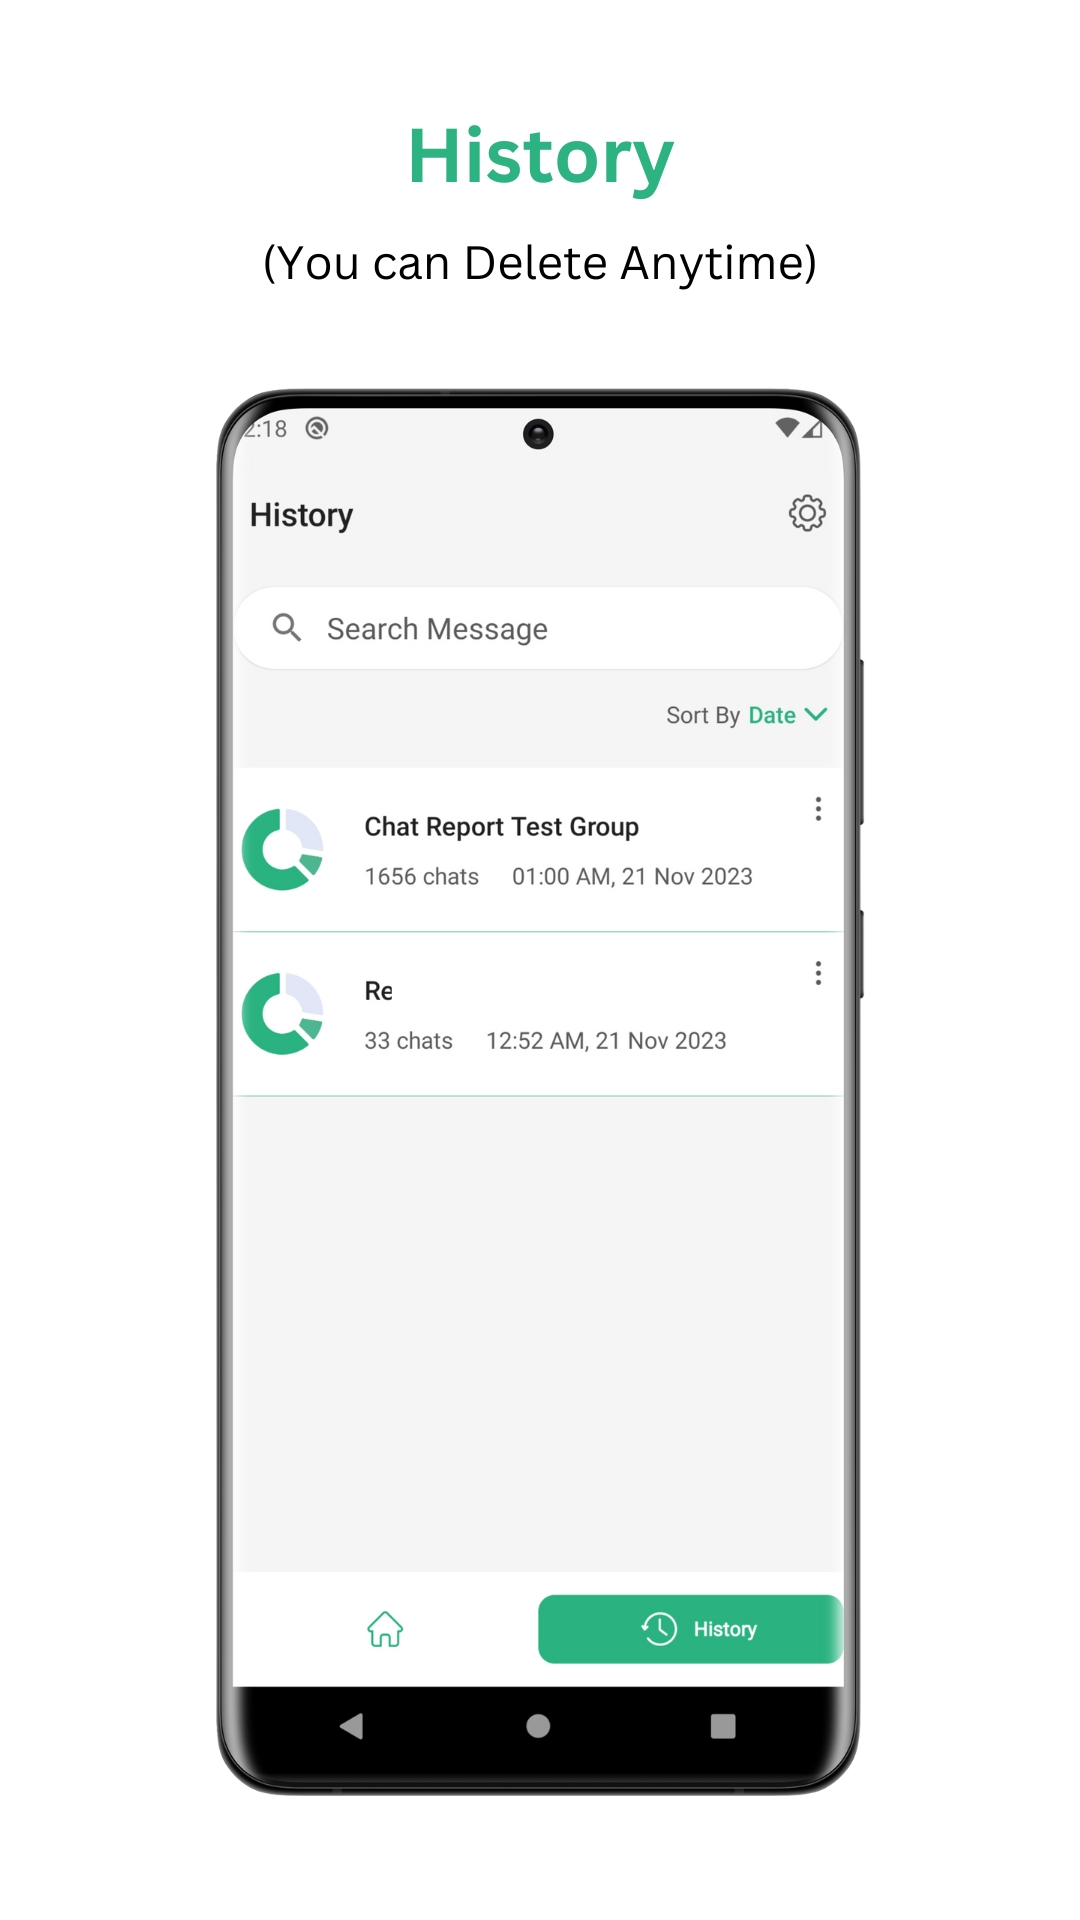 History
(You can Delete Anytime)
2:18
History
Search Message
Sort By Date
Chat Report Test Group
1656 chats 01:00 AM, 21 Nov 2023
Re
33 chats 12:52 AM, 21 Nov 2023
History